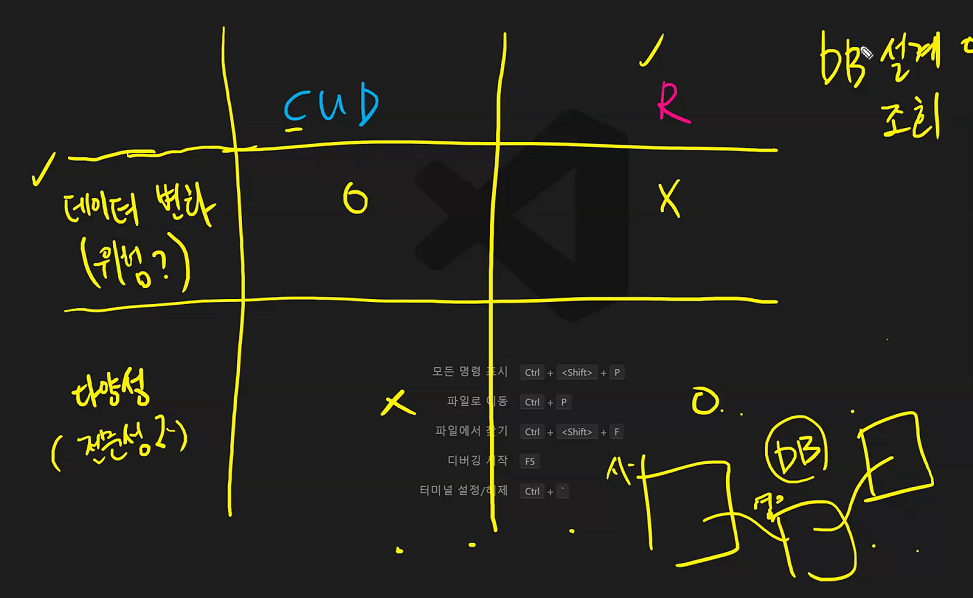 DB 설계
조회
CUD
R
데이터 변화
(위험?)
O
X
다양성
(전문성?)
X
O..
모든 명령 표시 Ctrl + <Shift> + P
파일로 이동 Ctrl + P
파일에서 찾기 Ctrl + <Shift> + F
디버깅 시작 F5
터미널 설정/해제 Ctrl + `
DB